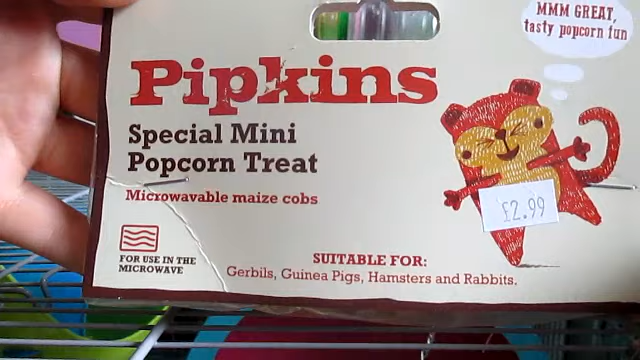 MMM GREAT,
tasty popcorn fun
Pipkins
Special Mini
Popcorn Treat
Microwavable maize cobs
£2.99
FOR USE IN THE
MICROWAVE
SUITABLE FOR:
Gerbils, Guinea Pigs, Hamsters and Rabbits.